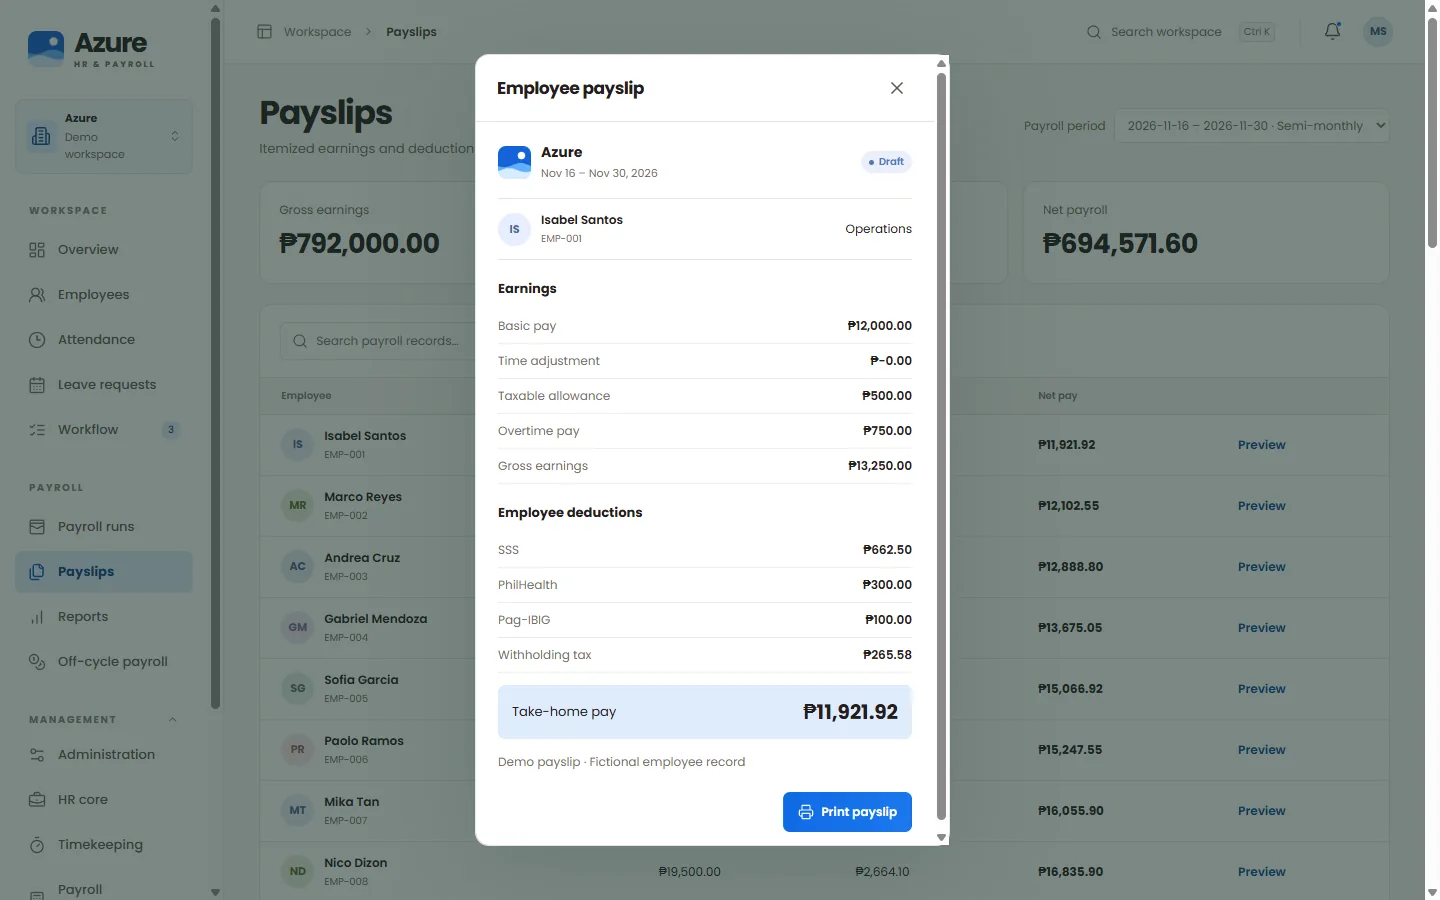 Azure
HR & PAYROLL
Azure
Demo
workspace
WORKSPACE
Overview
Employees
Attendance
Leave requests
Workflow 3
PAYROLL
Payroll runs
Payslips
Reports
Off-cycle payroll
MANAGEMENT
Administration
HR core
Timekeeping
Payroll
Workspace > Payslips
Search workspace Ctrl K
MS
Payslips
Itemized earnings and deduction
Payroll period 2026-11-16 – 2026-11-30 · Semi-monthly
Gross earnings
₱792,000.00
Net payroll
₱694,571.60
Search payroll records...
Employee Net pay
IS Isabel Santos ₱11,921.92 Preview
EMP-001
MR Marco Reyes ₱12,102.55 Preview
EMP-002
AC Andrea Cruz ₱12,888.80 Preview
EMP-003
GM Gabriel Mendoza ₱13,675.05 Preview
EMP-004
SG Sofia Garcia ₱15,066.92 Preview
EMP-005
PR Paolo Ramos ₱15,247.55 Preview
EMP-006
MT Mika Tan ₱16,055.90 Preview
EMP-007
ND Nico Dizon ₱19,500.00 ₱2,664.10 ₱16,835.90 Preview
EMP-008
Employee payslip
Azure
Nov 16 – Nov 30, 2026
Draft
IS Isabel Santos
EMP-001
Operations
Earnings
Basic pay ₱12,000.00
Time adjustment ₱-0.00
Taxable allowance ₱500.00
Overtime pay ₱750.00
Gross earnings ₱13,250.00
Employee deductions
SSS ₱662.50
PhilHealth ₱300.00
Pag-IBIG ₱100.00
Withholding tax ₱265.58
Take-home pay ₱11,921.92
Demo payslip · Fictional employee record
Print payslip